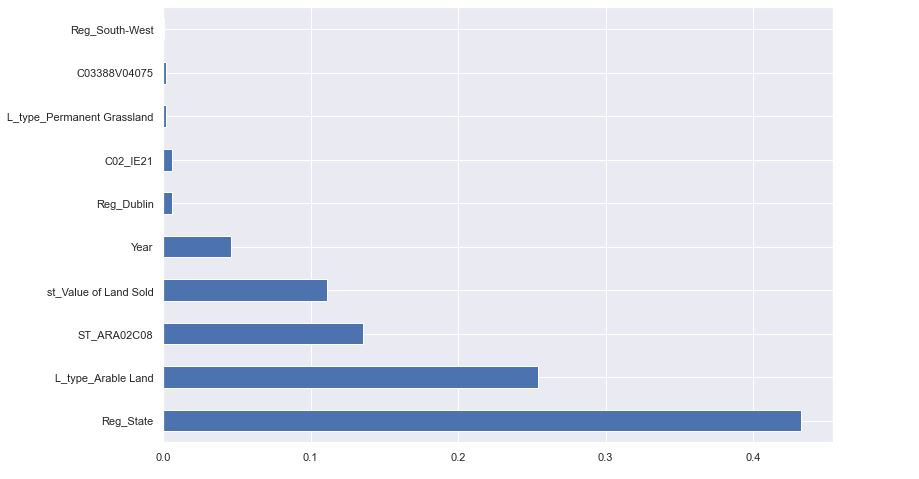 Reg_South-West
C03388V04075
L_type_Permanent Grassland
C02_IE21
Reg_Dublin
Year
st_Value of Land Sold
ST_ARA02C08
L_type_Arable Land
Reg_State
0.0 0.1 0.2 0.3 0.4